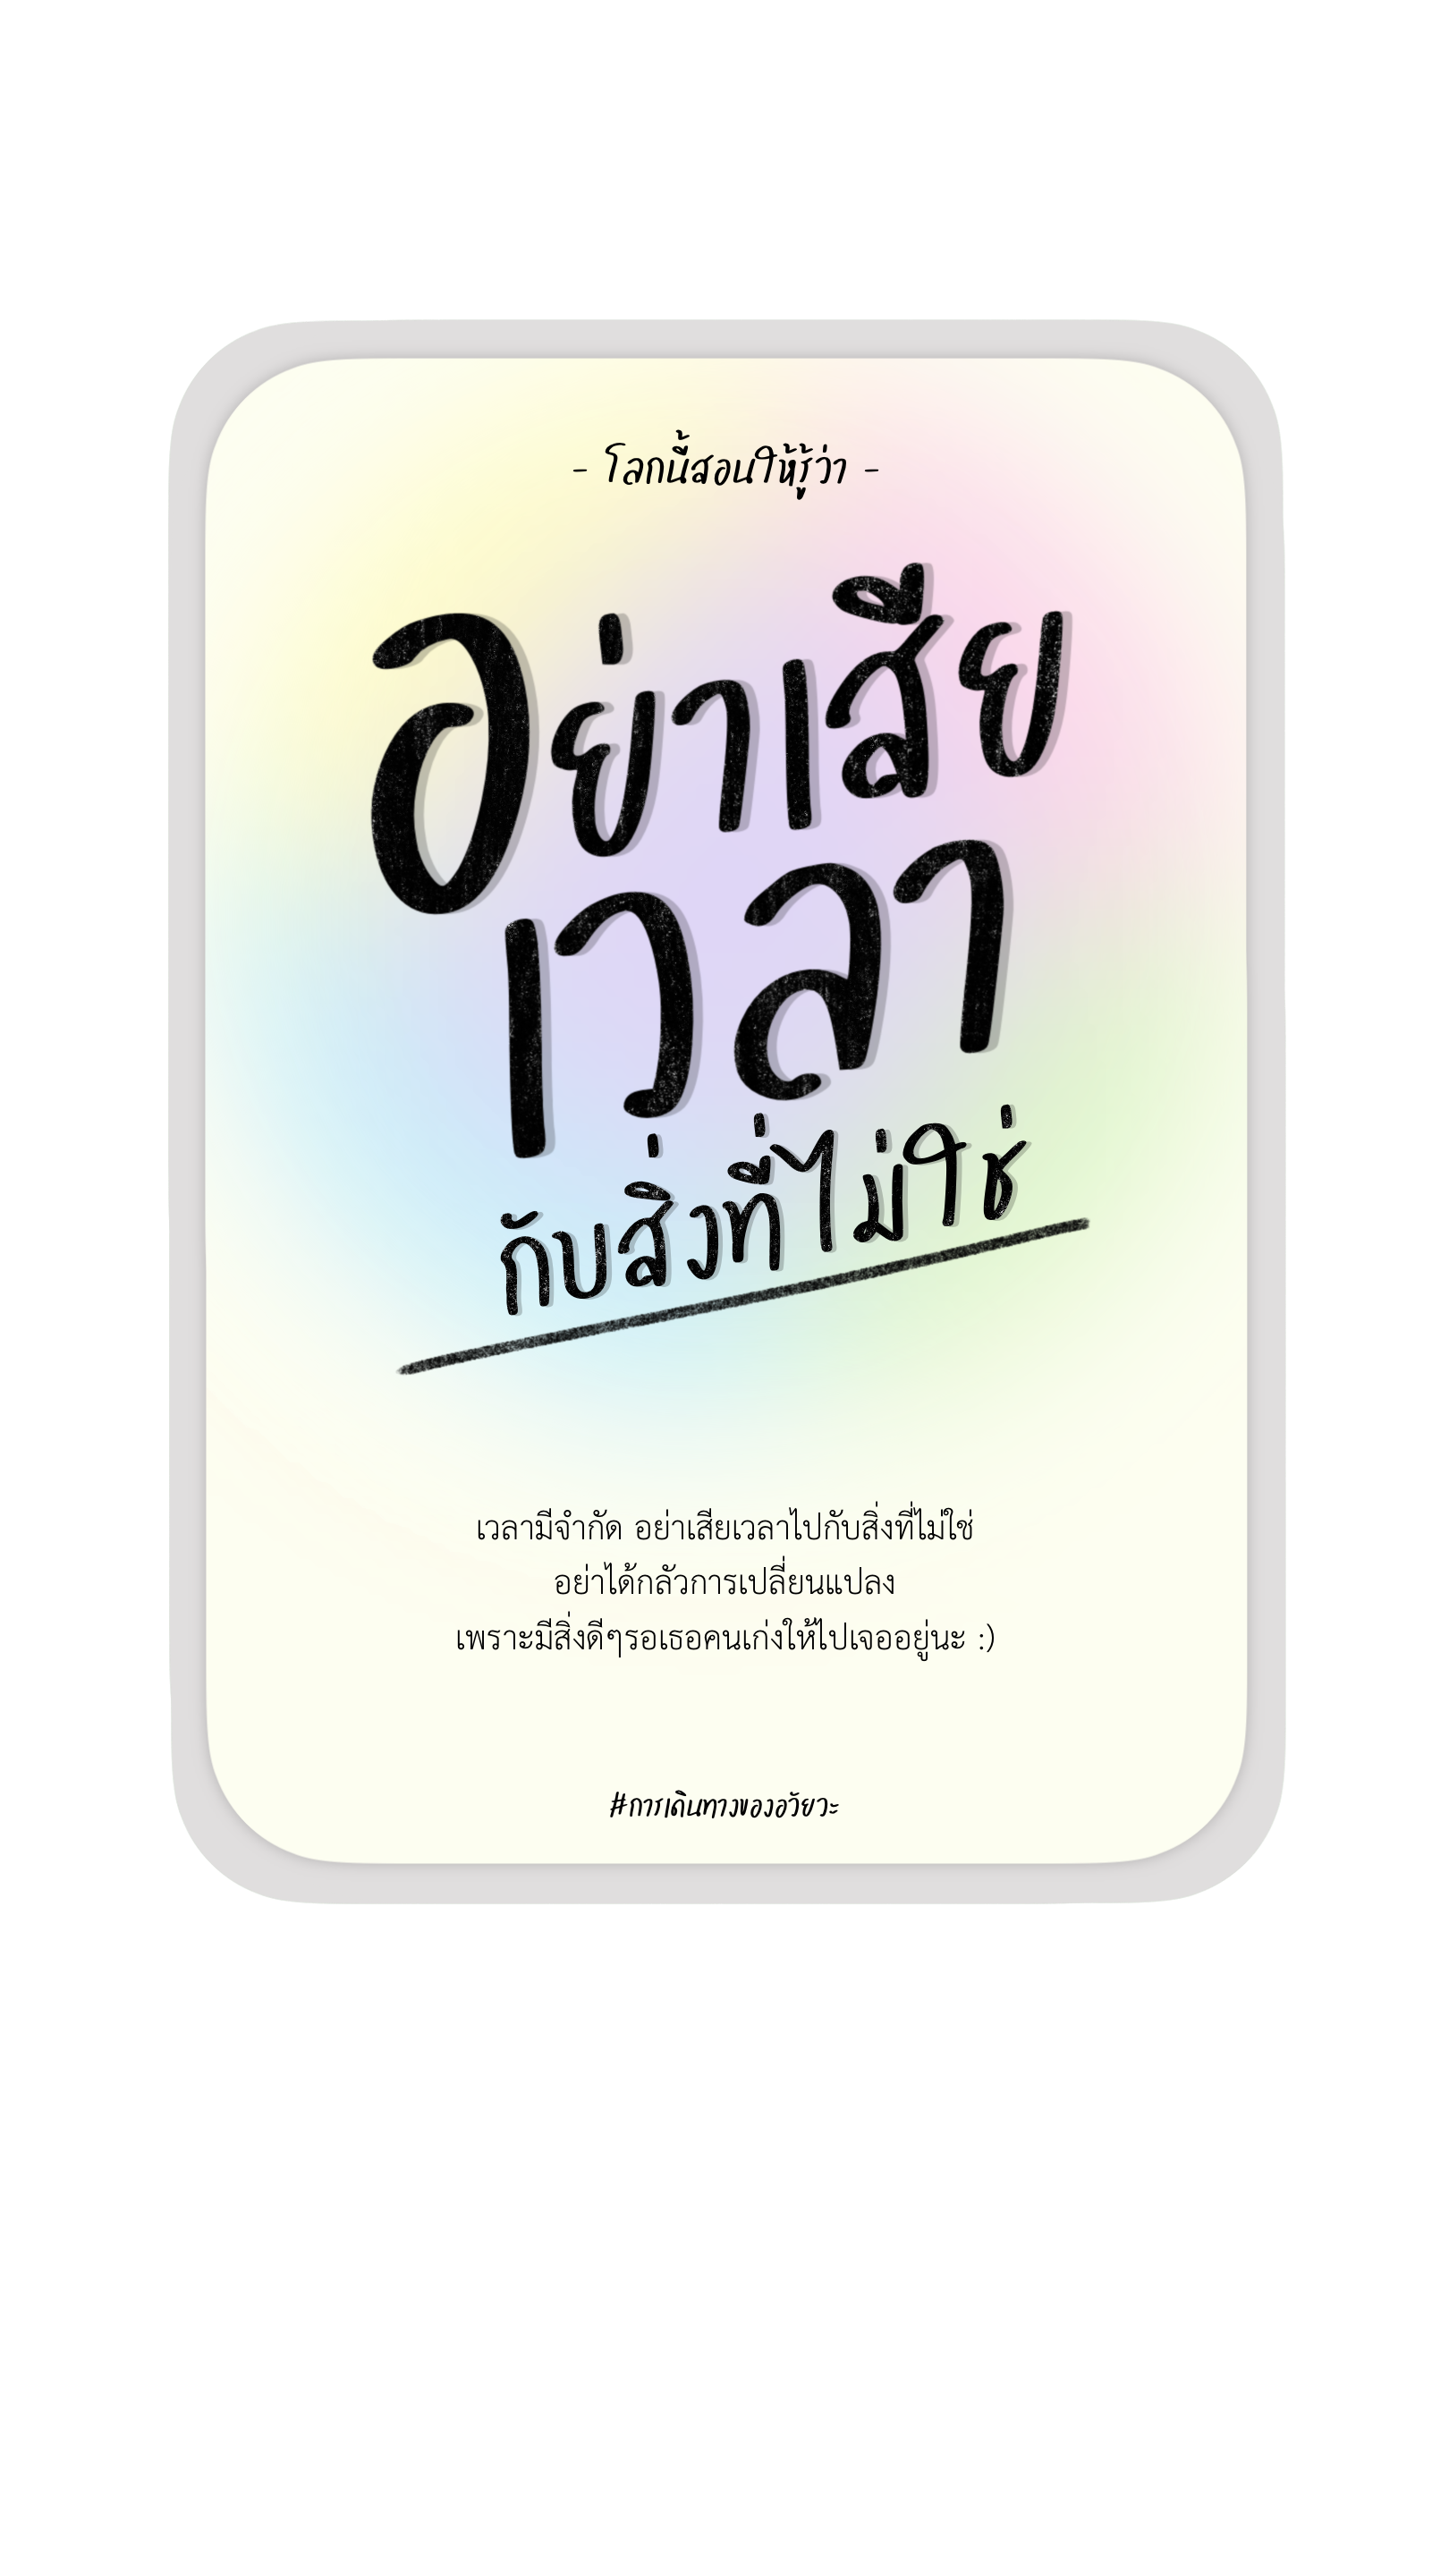 - โลกนี้สอนให้รู้ว่า -
อย่าเสีย
เวลา
กับสิ่งที่ไม่ใช่
เวลามีจำกัด อย่าเสียเวลาไปกับสิ่งที่ไม่ใช่
อย่าได้กลัวการเปลี่ยนแปลง
เพราะมีสิ่งดีๆรอเธอคนเก่งให้ไปเจออยู่นะ :)
#การเดินทางของอวัยวะ